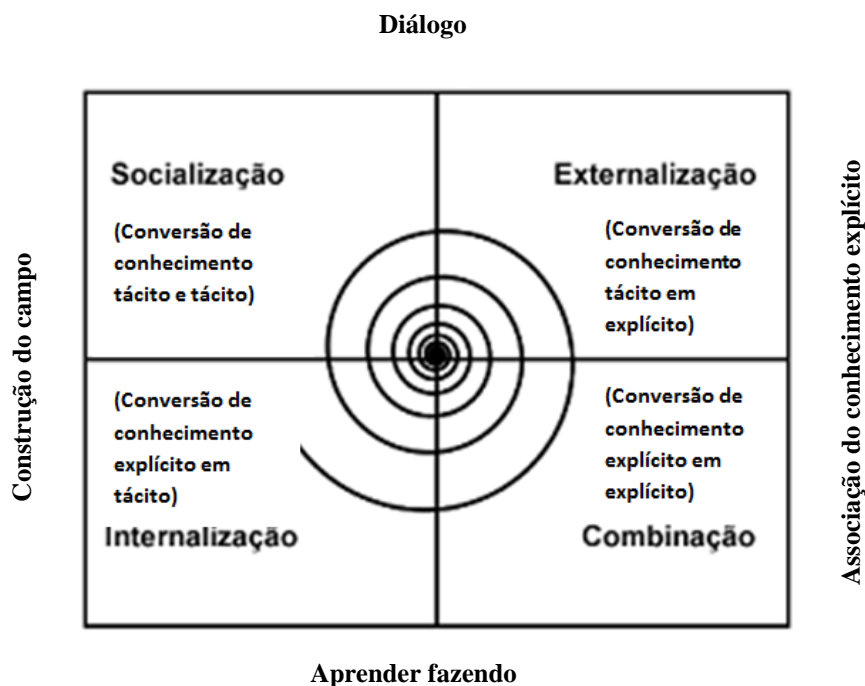 Diálogo
Construção do campo
Socialização
(Conversão de
conhecimento
tácito e tácito)
Externalização
(Conversão de
conhecimento
tácito em
explícito)
(Conversão de
conhecimento
explícito em
tácito)
Internalização
(Conversão de
conhecimento
explícito em
explícito)
Combinação
Associação do conhecimento explícito
Aprender fazendo